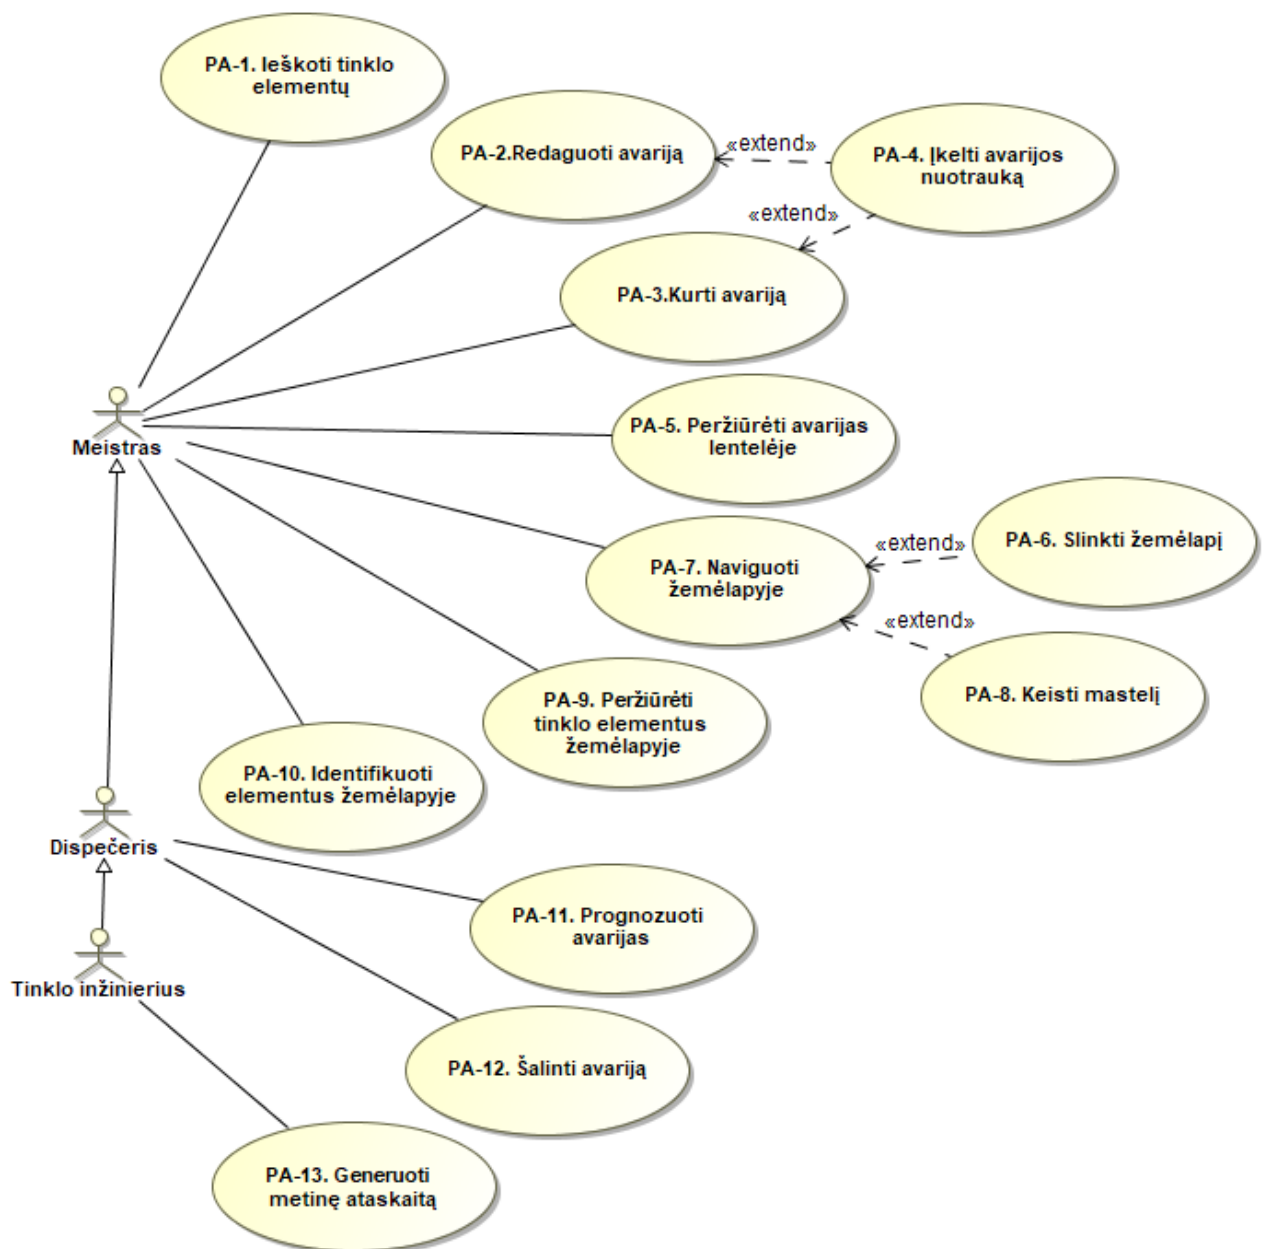 PA-1. Ieškoti tinklo
elementų
PA-2.Redaguoti avariją
«extend»
PA-4. Įkelti avarijos
nuotrauką
«extend»
PA-3.Kurti avariją
Meistras
PA-5. Peržiūrėti avarijas
lentelėje
PA-7. Naviguoti
žemėlapyje
«extend»
PA-6. Slinkti žemėlapį
«extend»
PA-8. Keisti mastelį
PA-9. Peržiūrėti
tinklo elementus
žemėlapyje
PA-10. Identifikuoti
elementus žemėlapyje
Dispečeris
PA-11. Prognozuoti
avarijas
Tinklo inžinierius
PA-12. Šalinti avariją
PA-13. Generuoti
metinę ataskaitą